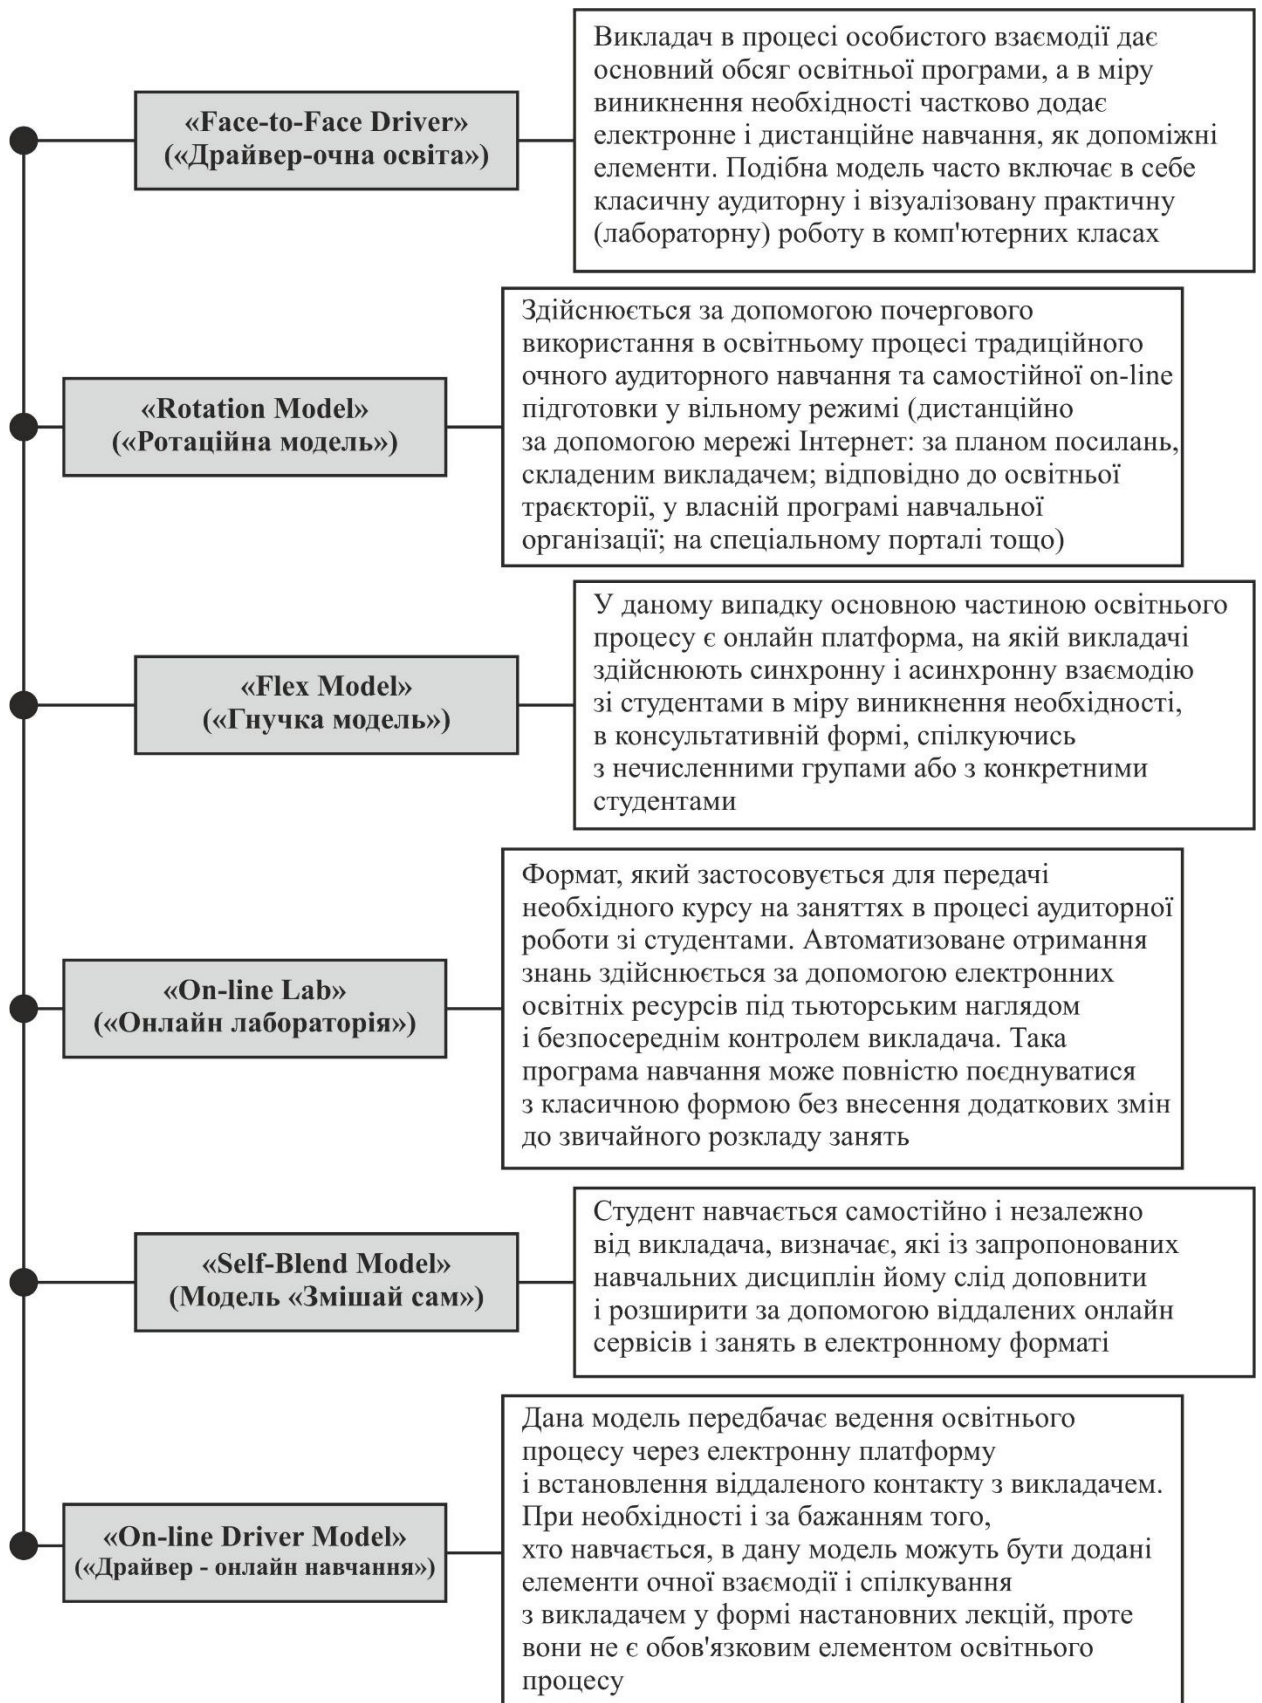 «Face-to-Face Driver»
(«Драйвер-очна освіта»)
Викладач в процесі особистого взаємодії дає
основний обсяг освітньої програми, а в міру
виникнення необхідності частково додає
електронне і дистанційне навчання, як допоміжні
елементи. Подібна модель часто включає в себе
класичну аудиторну і візуалізовану практичну
(лабораторну) роботу в комп'ютерних класах
«Rotation Model»
(«Ротаційна модель»)
Здійснюється за допомогою почергового
використання в освітньому процесі традиційного
очного аудиторного навчання та самостійної on-line
підготовки у вільному режимі (дистанційно
за допомогою мережі Інтернет: за планом посилань,
складеним викладачем; відповідно до освітньої
траєкторії, у власній програмі навчальної
організації; на спеціальному порталі тощо)
«Flex Model»
(«Гнучка модель»)
У даному випадку основною частиною освітнього
процесу є онлайн платформа, на якій викладачі
здійснюють синхронну і асинхронну взаємодію
зі студентами в міру виникнення необхідності,
в консультативній формі, спілкуючись
з нечисленними групами або з конкретними
студентами
«On-line Lab»
(«Онлайн лабораторія»)
Формат, який застосовується для передачі
необхідного курсу на заняттях в процесі аудиторної
роботи зі студентами. Автоматизоване отримання
знань здійснюється за допомогою електронних
освітніх ресурсів під тьюторським наглядом
і безпосереднім контролем викладача. Така
програма навчання може повністю поєднуватися
з класичною формою без внесення додаткових змін
до звичайного розкладу занять
«Self-Blend Model»
(Модель «Змішай сам»)
Студент навчається самостійно і незалежно
від викладача, визначає, які із запропонованих
навчальних дисциплін йому слід доповнити
і розширити за допомогою віддалених онлайн
сервісів і занять в електронному форматі
«On-line Driver Model»
(«Драйвер - онлайн навчання»)
Дана модель передбачає ведення освітнього
процесу через електронну платформу
і встановлення віддаленого контакту з викладачем.
При необхідності і за бажанням того,
хто навчається, в дану модель можуть бути додані
елементи очної взаємодії і спілкування
з викладачем у формі настановних лекцій, проте
вони не є обов'язковим елементом освітнього
процесу